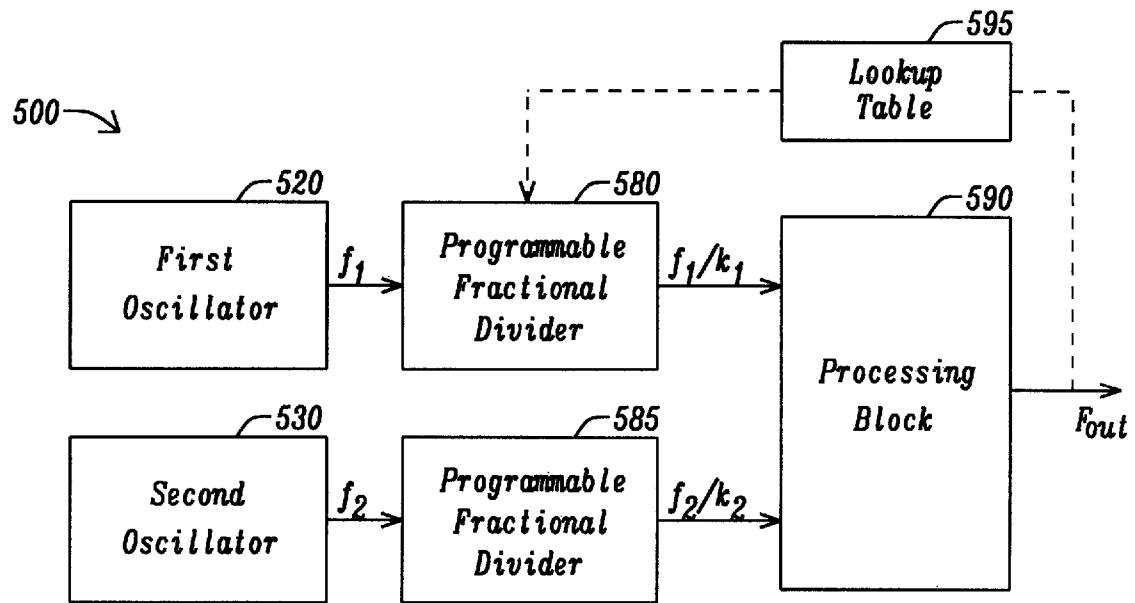 595
Lookup
Table
500
520
580
590
First
Oscillator
f1
Programmable
Fractional
Divider
f1/k1
Processing
Block
Fout
530
585
Second
Oscillator
f2
Programmable
Fractional
Divider
f2/k2